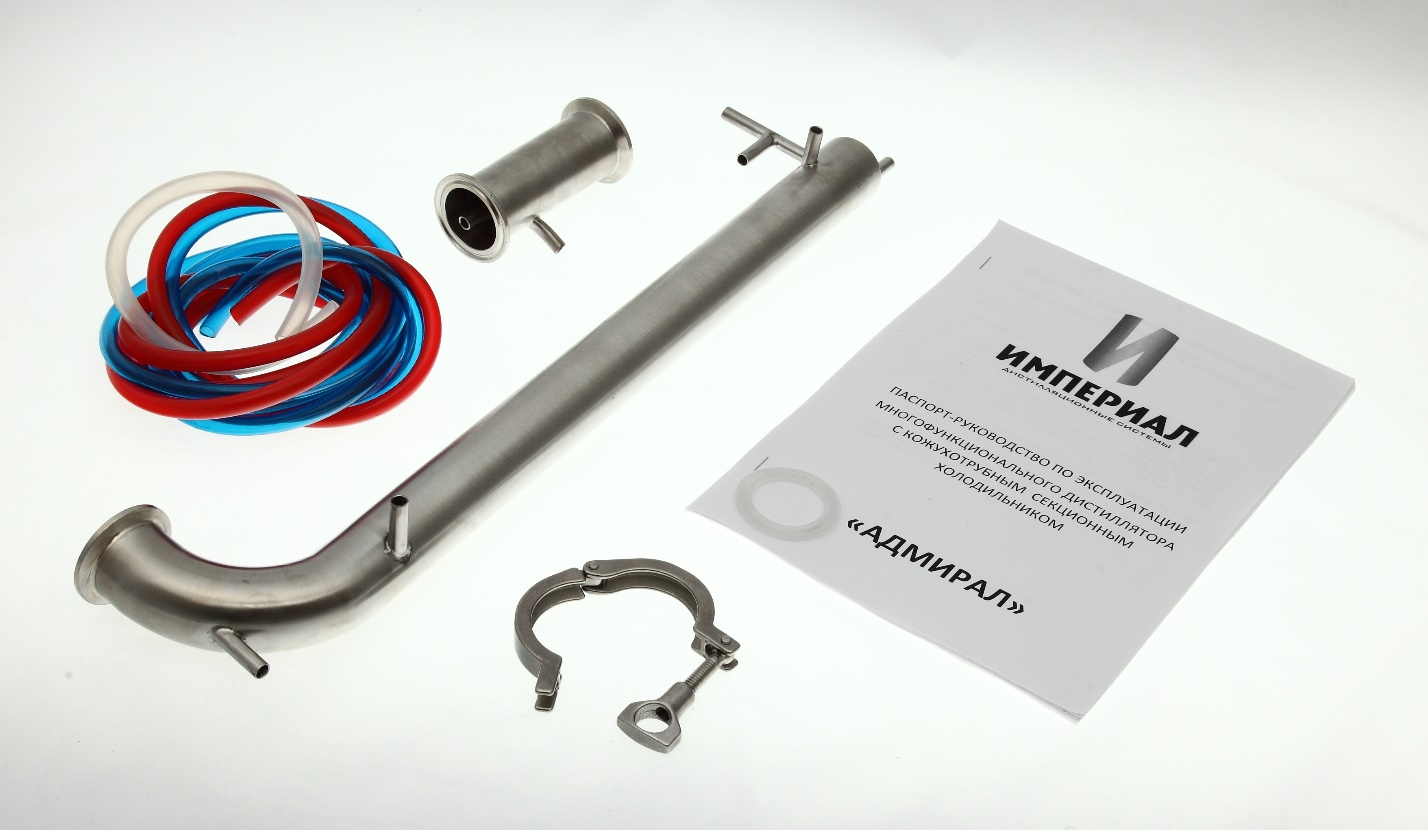 И
ИМПЕРИАЛ
ДИСТИЛЛЯЦИОННЫЕ СИСТЕМЫ
ПАСПОРТ-РУКОВОДСТВО ПО ЭКСПЛУАТАЦИИ
МНОГОФУНКЦИОНАЛЬНОГО ДИСТИЛЛЯТОРА
С КОЖУХОТРУБНЫМ СЕКЦИОННЫМ
ХОЛОДИЛЬНИКОМ
«АДМИРАЛ»